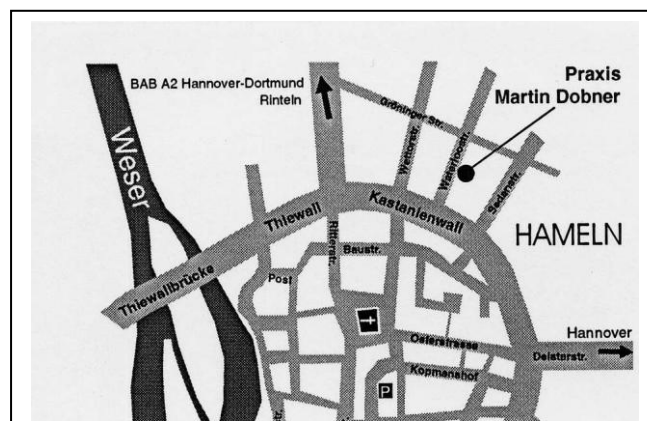 BAB A2 Hannover-Dortmund
Rinteln
Praxis
Martin Dobner
Gröninger Str.
Wettorstr.
Waterloostr.
Sedanstr.
Weser
Thiewall
Kastanienwall
HAMELN
Ritterstr.
Baustr.
Thiewallbrücke
Post
Hannover
Osterstrasse
Deisterstr.
Kopmanshof
P